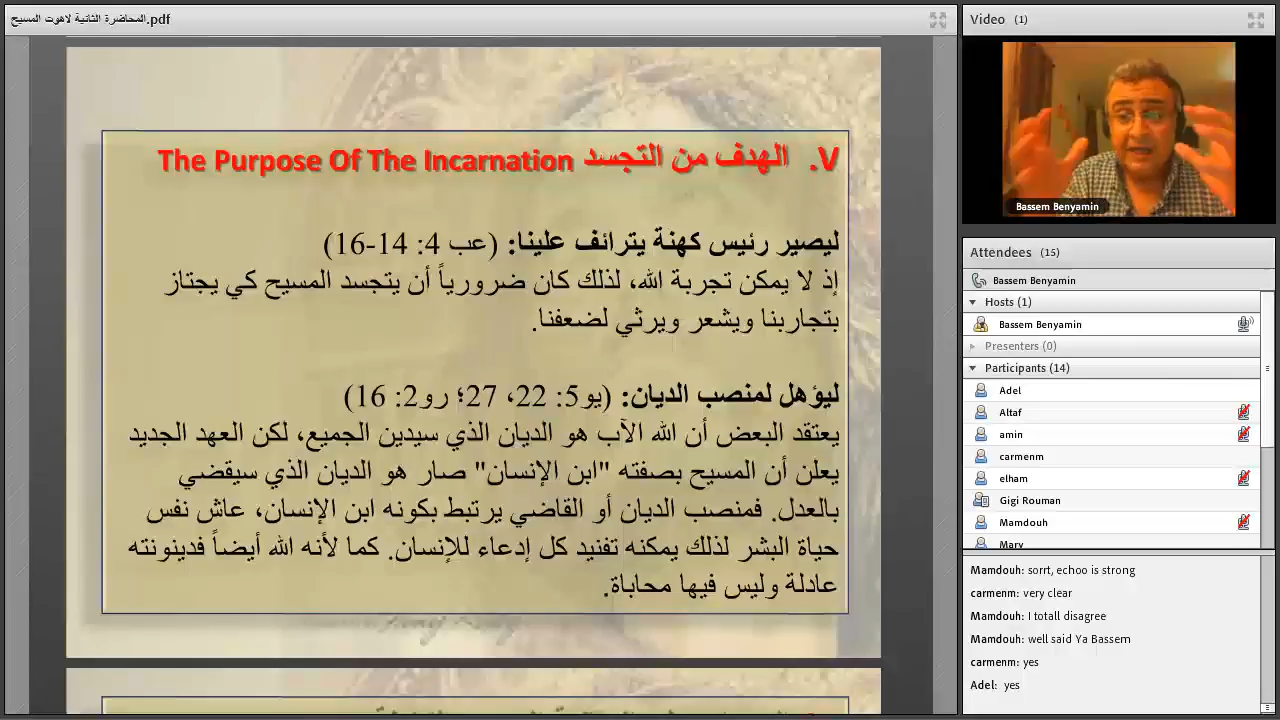 المحاضرة الثانية لاهوت المسيح.pdf
V. الهدف من التجسد The Purpose Of The Incarnation
ليصير رئيس كهنة يترائف علينا: (عب 4: 14-16)
إذ لا يمكن تجربة الله، لذلك كان ضرورياً أن يتجسد المسيح كي يجتاز
بتجاربنا ويشعر ويرثي لضعفنا.
ليؤهل لمنصب الديان: (يو5: 22، 27؛ رو2: 16)
يعتقد البعض أن الله الآب هو الديان الذي سيدين الجميع، لكن العهد الجديد
يعلن أن المسيح بصفته "ابن الإنسان" صار هو الديان الذي سيقضي
بالعدل. فمنصب الديان أو القاضي يرتبط بكونه ابن الإنسان، عاش نفس
حياة البشر لذلك يمكنه تفنيد كل إدعاء للإنسان. كما لأنه الله أيضاً فدينونته
عادلة وليس فيها محاباة.
Video (1)
Bassem Benyamin
Attendees (15)
Bassem Benyamin
Hosts (1)
Bassem Benyamin
Presenters (0)
Participants (14)
Adel
Altaf
amin
carmenm
elham
Gigi Rouman
Mamdouh
Mary
Mamdouh: sorrt, echoo is strong
carmenm: very clear
Mamdouh: I totall disagree
Mamdouh: well said Ya Bassem
carmenm: yes
Adel: yes